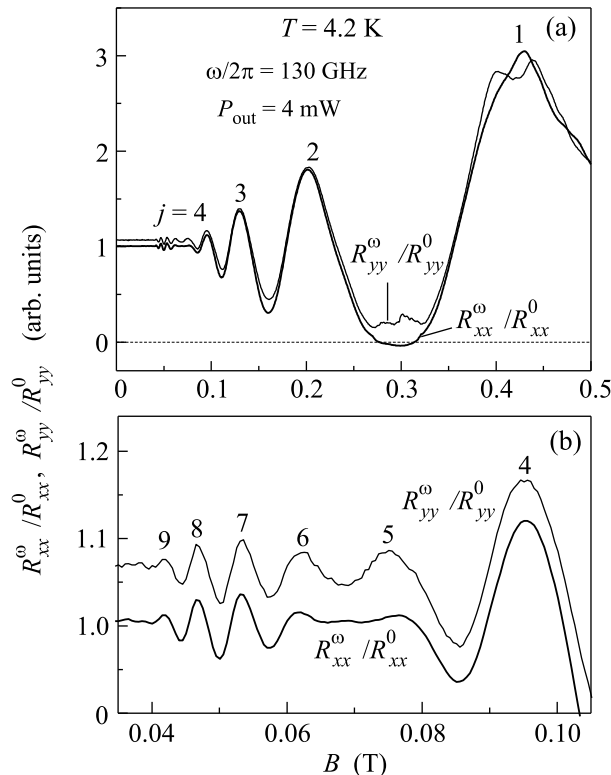 T = 4.2 K
(a)
ω/2π = 130 GHz
P_out = 4 mW
1
2
3
j = 4
R^ω_yy /R^0_yy
R^ω_xx /R^0_xx
3
2
1
0
0
0.1
0.2
0.3
0.4
0.5
R^ω_xx /R^0_xx, R^ω_yy /R^0_yy (arb. units)
(b)
4
5
6
7
8
9
R^ω_yy /R^0_yy
R^ω_xx /R^0_xx
1.2
1.10
1.0
0.1
0
0.04
0.06
0.08
0.10
B (T)